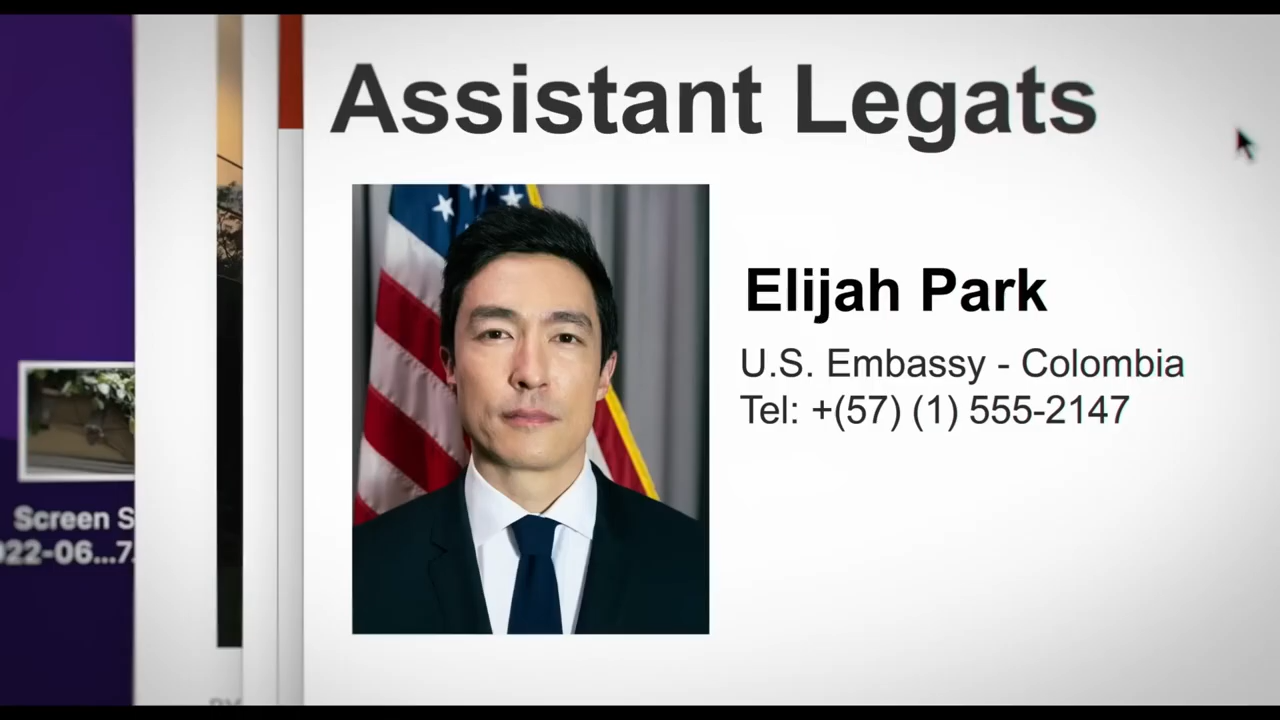 Assistant Legats
Elijah Park
U.S. Embassy - Colombia
Tel: +(57) (1) 555-2147
Screen S
022-06...7.